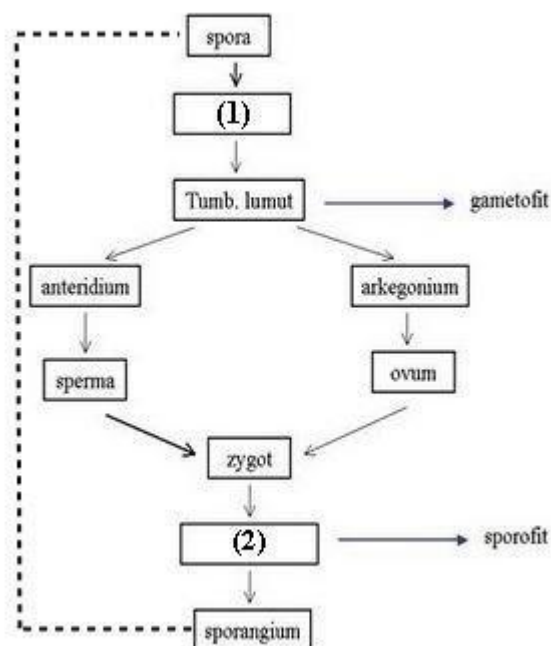 spora
(1)
Tumb. lumut
gametofit
anteridium
arkegonium
sperma
ovum
zygot
(2)
sporofit
sporangium